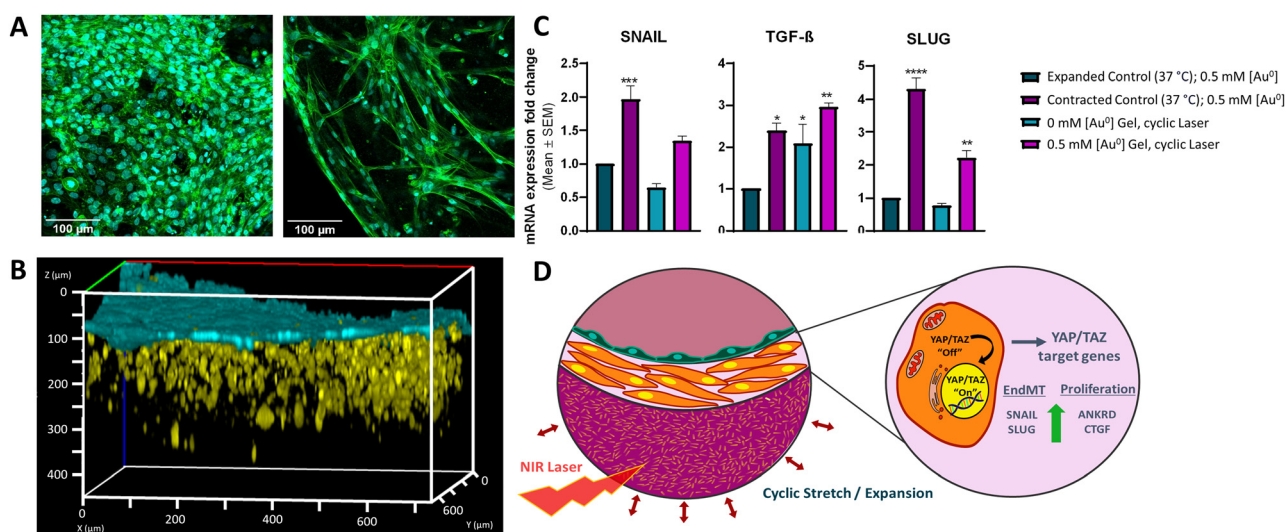 A
100 µm
100 µm
B
Z (µm)
0
100
200
300
400
X (µm)
200
400
600
Y (µm)
600
0
C
SNAIL
TGF-ß
SLUG
mRNA expression fold change
(Mean ± SEM)
2.5
2.0
1.5
1.0
0.5
0.0
***
4
3
2
1
0
*
*
**
5
4
3
2
1
0
****
**
Expanded Control (37 °C); 0.5 mM [Au⁰]
Contracted Control (37 °C); 0.5 mM [Au⁰]
0 mM [Au⁰] Gel, cyclic Laser
0.5 mM [Au⁰] Gel, cyclic Laser
D
NIR Laser
Cyclic Stretch / Expansion
YAP/TAZ
"Off"
YAP/TAZ
"On"
YAP/TAZ
target genes
EndMT
Proliferation
SNAIL
SLUG
ANKRD
CTGF